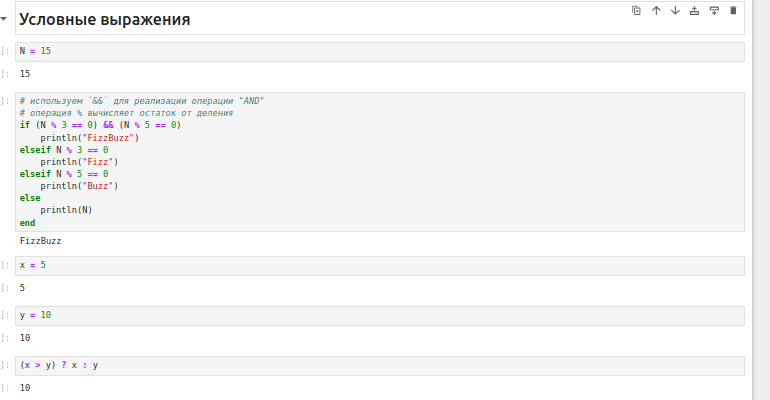 Условные выражения
]: N = 15
]: 15
]: # используем `&&` для реализации операции "AND"
# операция % вычисляет остаток от деления
if (N % 3 == 0) && (N % 5 == 0)
    println("FizzBuzz")
elseif N % 3 == 0
    println("Fizz")
elseif N % 5 == 0
    println("Buzz")
else
    println(N)
end
FizzBuzz
]: x = 5
]: 5
]: y = 10
]: 10
]: (x > y) ? x : y
]: 10